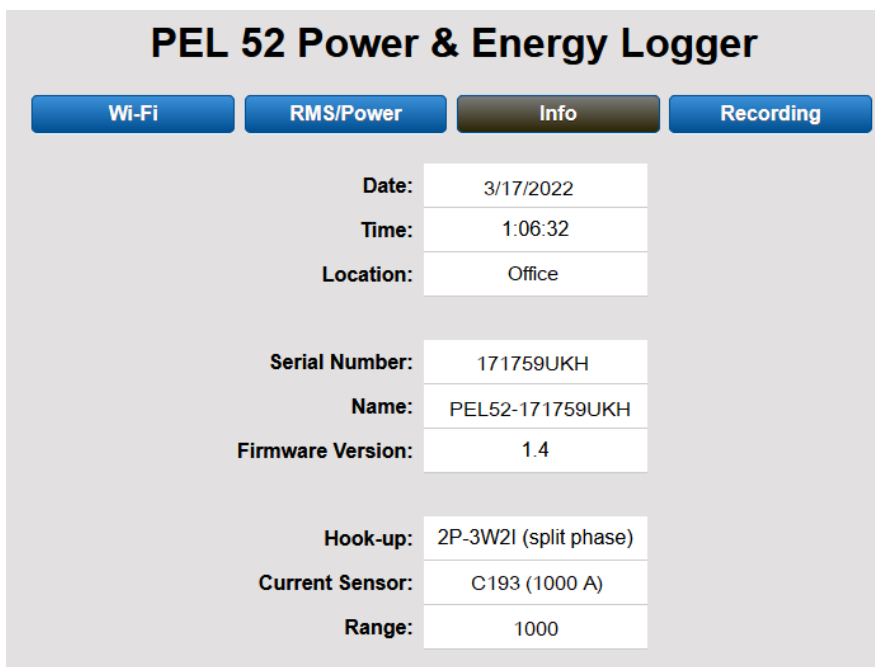 PEL 52 Power & Energy Logger
Wi-Fi RMS/Power Info Recording
Date: 3/17/2022
Time: 1:06:32
Location: Office
Serial Number: 171759UKH
Name: PEL52-171759UKH
Firmware Version: 1.4
Hook-up: 2P-3W2I (split phase)
Current Sensor: C193 (1000 A)
Range: 1000